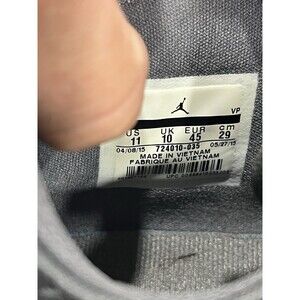 VP
US UK EUR cm
11 10 45 29
04/08/15 724010-035 05/27/15
MADE IN VIETNAM
FABRIQUE AU VIETNAM
UPC